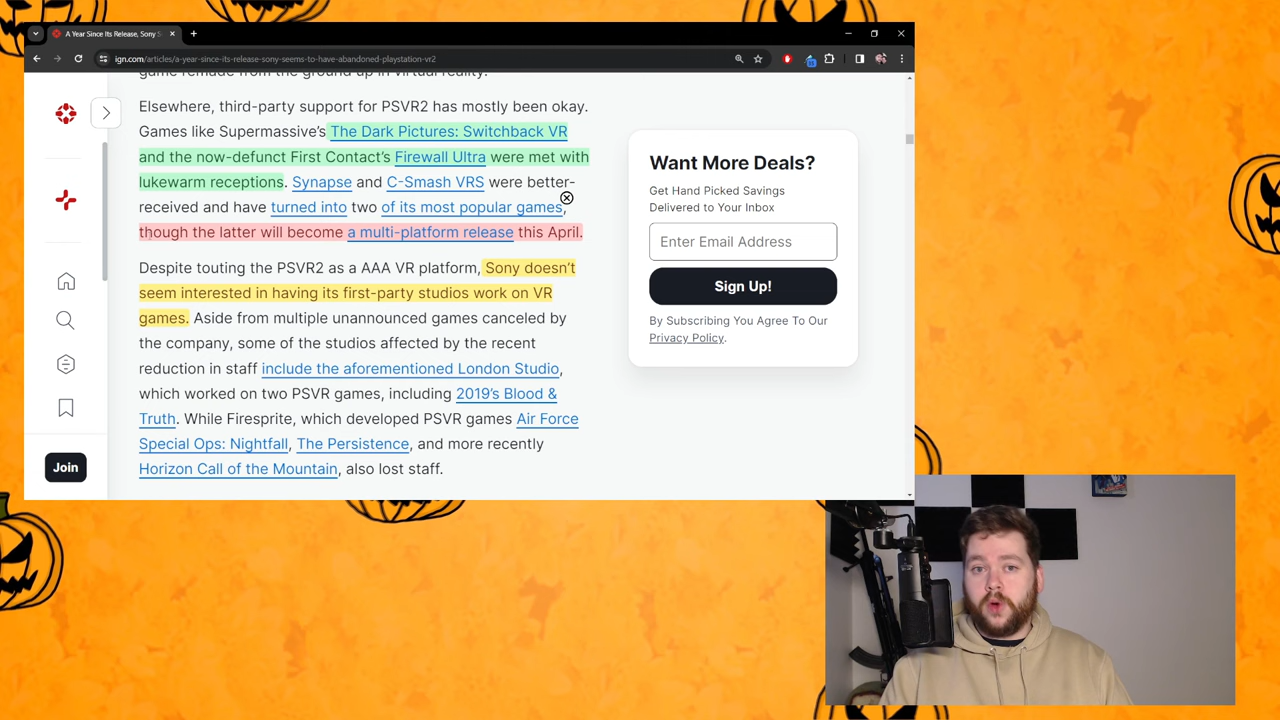 A Year Since Its Release, Sony S
ign.com/articles/a-year-since-its-release-sony-seems-to-have-abandoned-playstation-vr2
game remade from the ground up in virtual reality.
Elsewhere, third-party support for PSVR2 has mostly been okay.
Games like Supermassive's The Dark Pictures: Switchback VR
and the now-defunct First Contact's Firewall Ultra were met with
lukewarm receptions. Synapse and C-Smash VRS were better-
received and have turned into two of its most popular games,
though the latter will become a multi-platform release this April.
Despite touting the PSVR2 as a AAA VR platform, Sony doesn't
seem interested in having its first-party studios work on VR
games. Aside from multiple unannounced games canceled by
the company, some of the studios affected by the recent
reduction in staff include the aforementioned London Studio,
which worked on two PSVR games, including 2019's Blood &
Truth. While Firesprite, which developed PSVR games Air Force
Special Ops: Nightfall, The Persistence, and more recently
Horizon Call of the Mountain, also lost staff.
Join
Want More Deals?
Get Hand Picked Savings
Delivered to Your Inbox
Enter Email Address
Sign Up!
By Subscribing You Agree To Our
Privacy Policy.